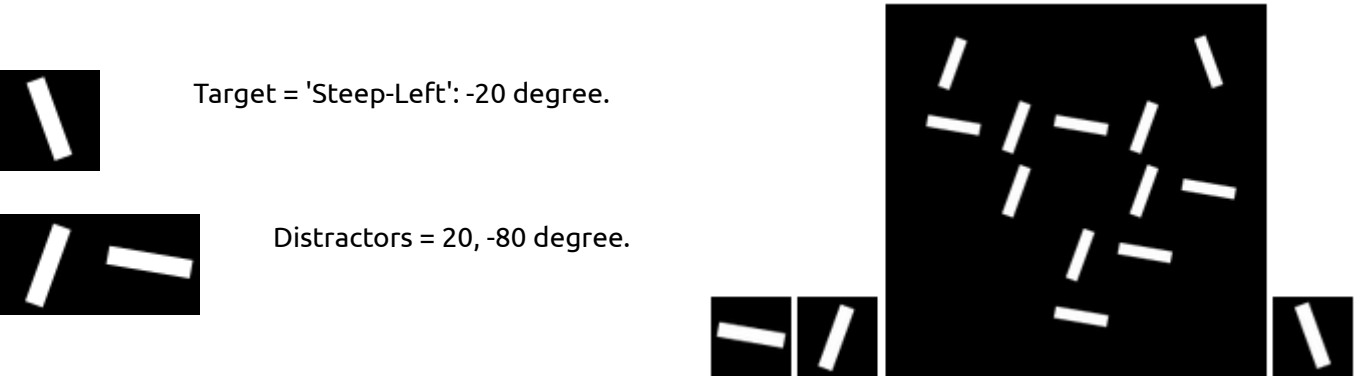 Target = 'Steep-Left': -20 degree.
Distractors = 20, -80 degree.